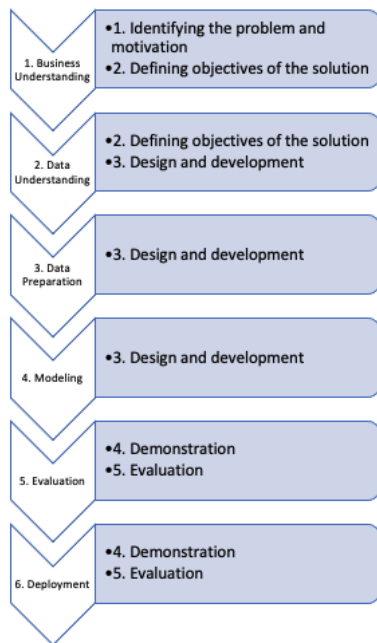 1. Business
Understanding
•1. Identifying the problem and
motivation
•2. Defining objectives of the solution
2. Data
Understanding
•2. Defining objectives of the solution
•3. Design and development
3. Data
Preparation
•3. Design and development
4. Modeling
•3. Design and development
5. Evaluation
•4. Demonstration
•5. Evaluation
6. Deployment
•4. Demonstration
•5. Evaluation